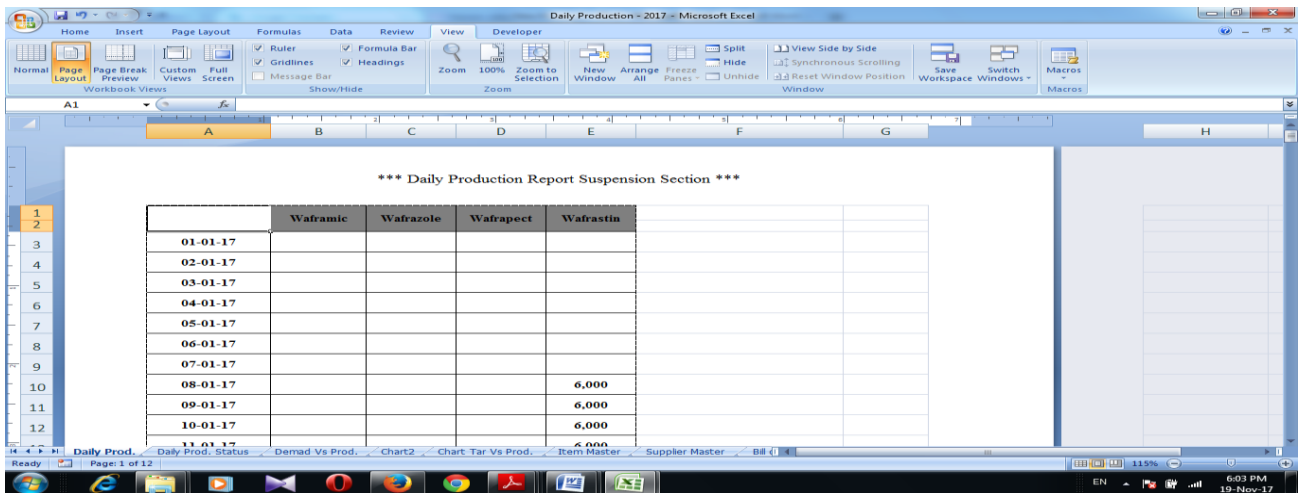 Daily Production - 2017 - Microsoft Excel
Home Insert Page Layout Formulas Data Review View Developer
Normal Page Layout Page Break Preview Custom Views Full Screen
Workbook Views
Ruler Formula Bar
Gridlines Headings
Message Bar
Show/Hide
Zoom 100% Zoom to Selection
Zoom
New Window Arrange All Freeze Panes
Split
Hide
Unhide
View Side by Side
Synchronous Scrolling
Reset Window Position
Save Workspace Switch Windows
Window
Macros
Macros
A1 fx
A B C D E F G H
*** Daily Production Report Suspension Section ***
1 Waframic Wafrazole Wafrapect Wafrastin
2
3 01-01-17
4 02-01-17
5 03-01-17
6 04-01-17
7 05-01-17
8 06-01-17
9 07-01-17
10 08-01-17 6,000
11 09-01-17 6,000
12 10-01-17 6,000
11-01-17 6,000
Daily Prod. Daily Prod. Status Demad Vs Prod. Chart2 Chart Tar Vs Prod. Item Master Supplier Master Bill
Ready Page: 1 of 12 115%
EN 6:03 PM
19-Nov-17